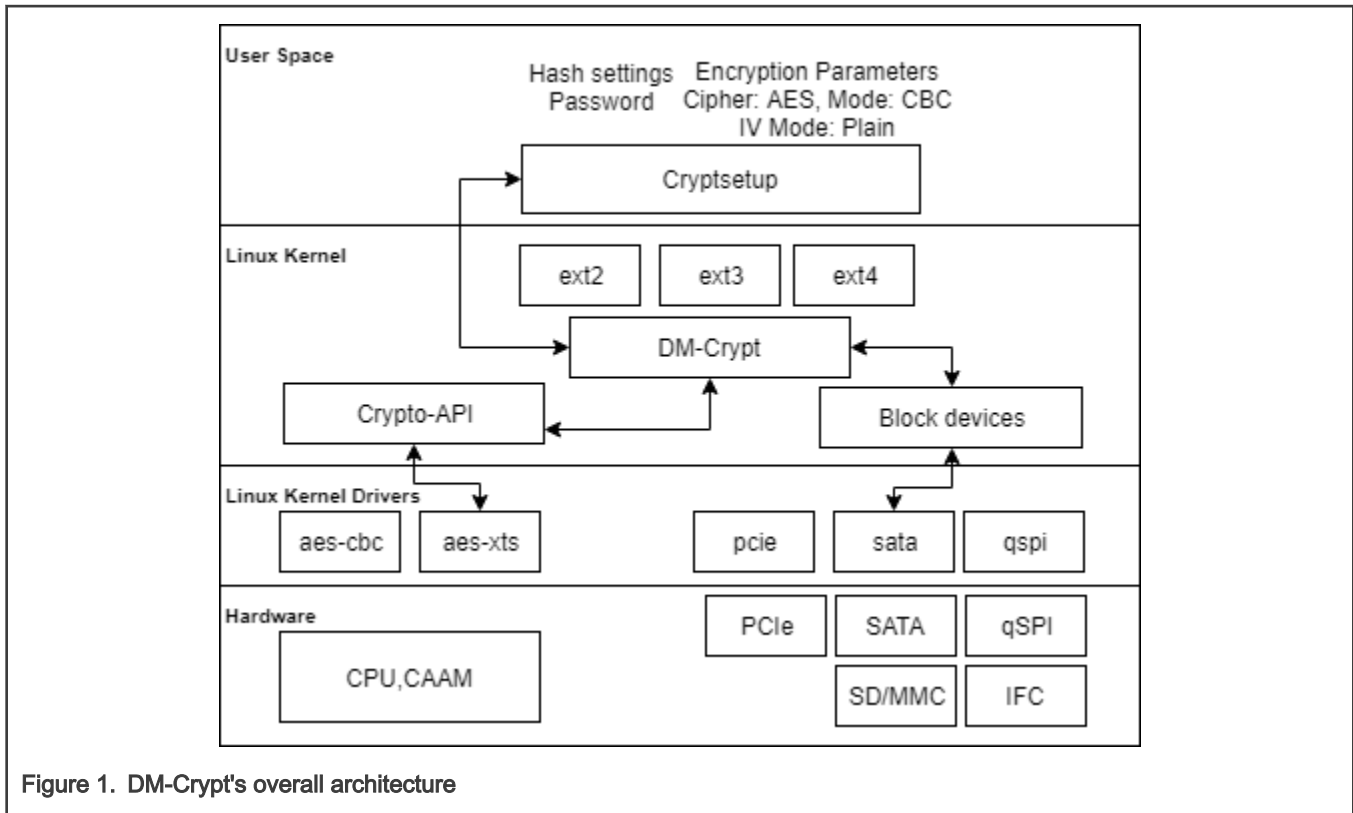 User Space
Hash settings
Password
Encryption Parameters
Cipher: AES, Mode: CBC
IV Mode: Plain
Cryptsetup
Linux Kernel
ext2
ext3
ext4
DM-Crypt
Crypto-API
Block devices
Linux Kernel Drivers
aes-cbc
aes-xts
pcie
sata
qspi
Hardware
CPU,CAAM
PCIe
SATA
qSPI
SD/MMC
IFC
Figure 1. DM-Crypt's overall architecture